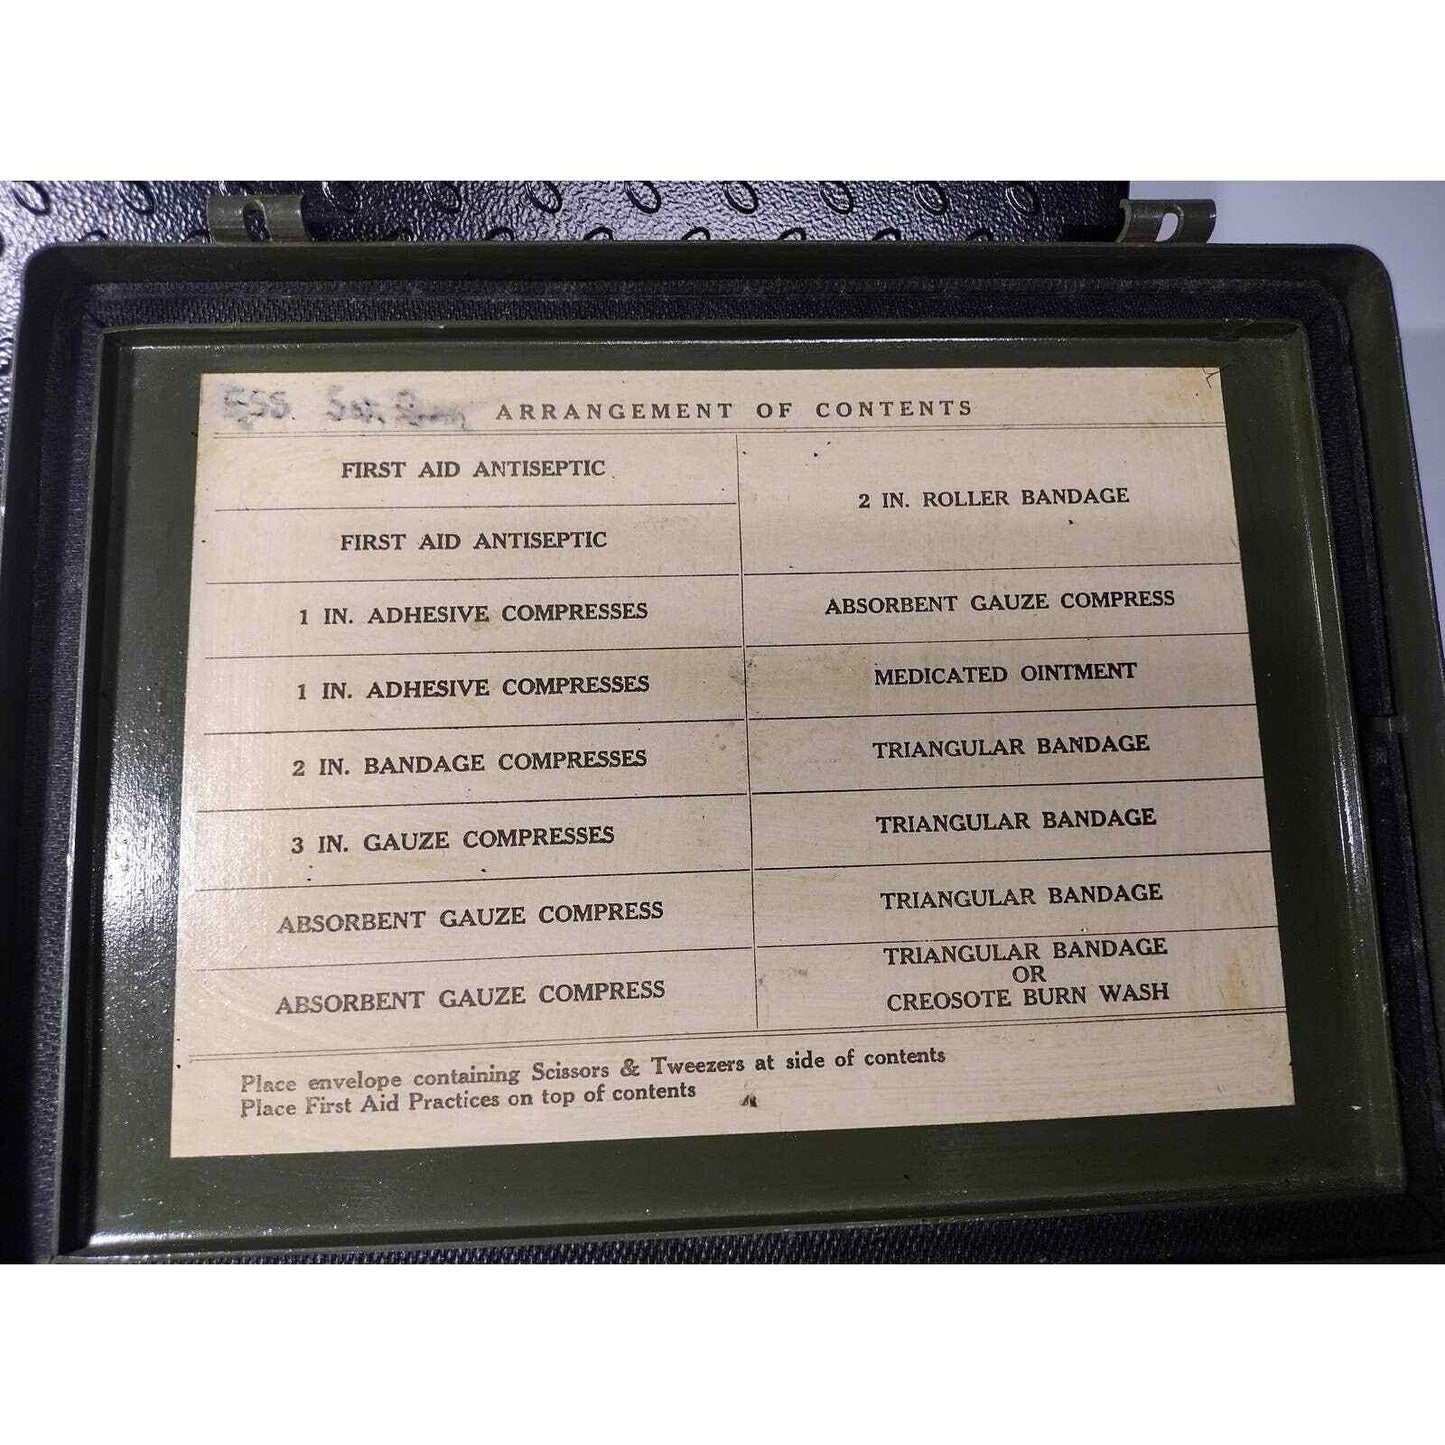 ARRANGEMENT OF CONTENTS
FIRST AID ANTISEPTIC
FIRST AID ANTISEPTIC
1 IN. ADHESIVE COMPRESSES
1 IN. ADHESIVE COMPRESSES
2 IN. BANDAGE COMPRESSES
3 IN. GAUZE COMPRESSES
ABSORBENT GAUZE COMPRESS
ABSORBENT GAUZE COMPRESS
2 IN. ROLLER BANDAGE
ABSORBENT GAUZE COMPRESS
MEDICATED OINTMENT
TRIANGULAR BANDAGE
TRIANGULAR BANDAGE
TRIANGULAR BANDAGE
TRIANGULAR BANDAGE
OR
CREOSOTE BURN WASH
Place envelope containing Scissors & Tweezers at side of contents
Place First Aid Practices on top of contents